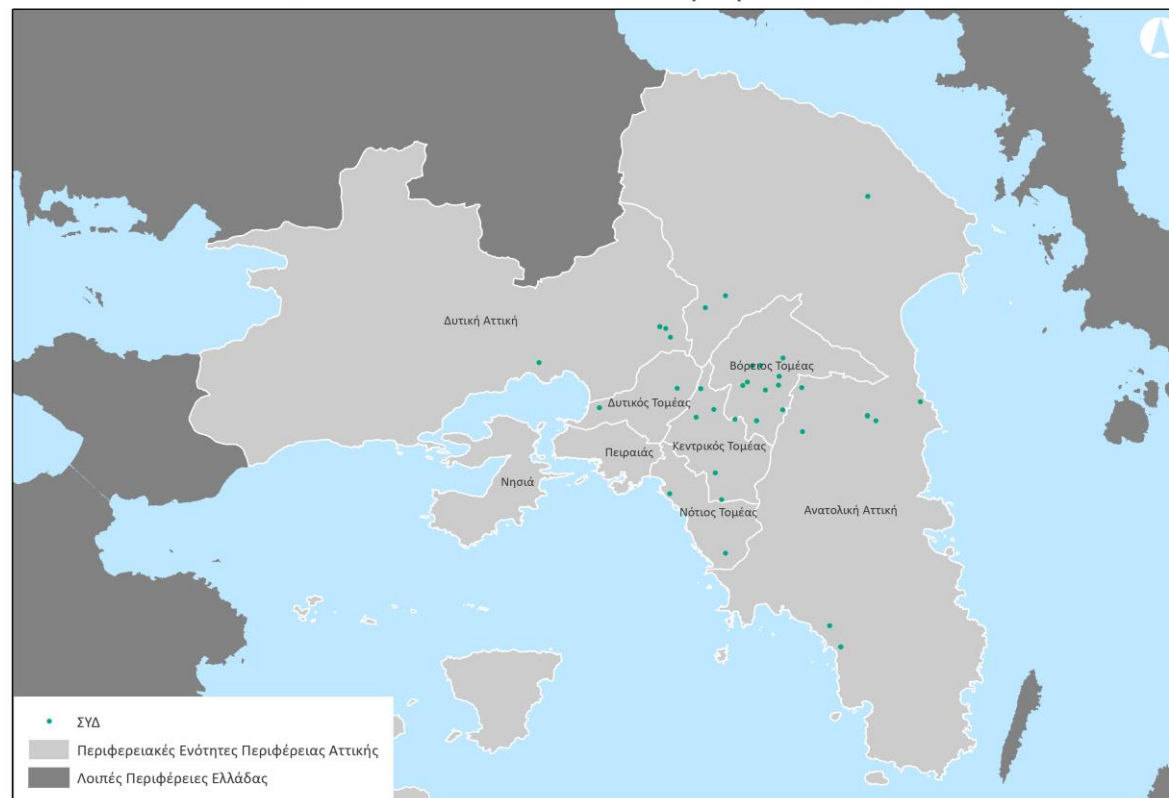 Δυτική Αττική
Βόρειος Τομέας
Δυτικός Τομέας
Κεντρικός Τομέας
Πειραιάς
Νησιά
Νότιος Τομέας
Ανατολική Αττική
ΣΥΔ
Περιφερειακές Ενότητες Περιφέρειας Αττικής
Λοιπές Περιφέρειες Ελλάδας